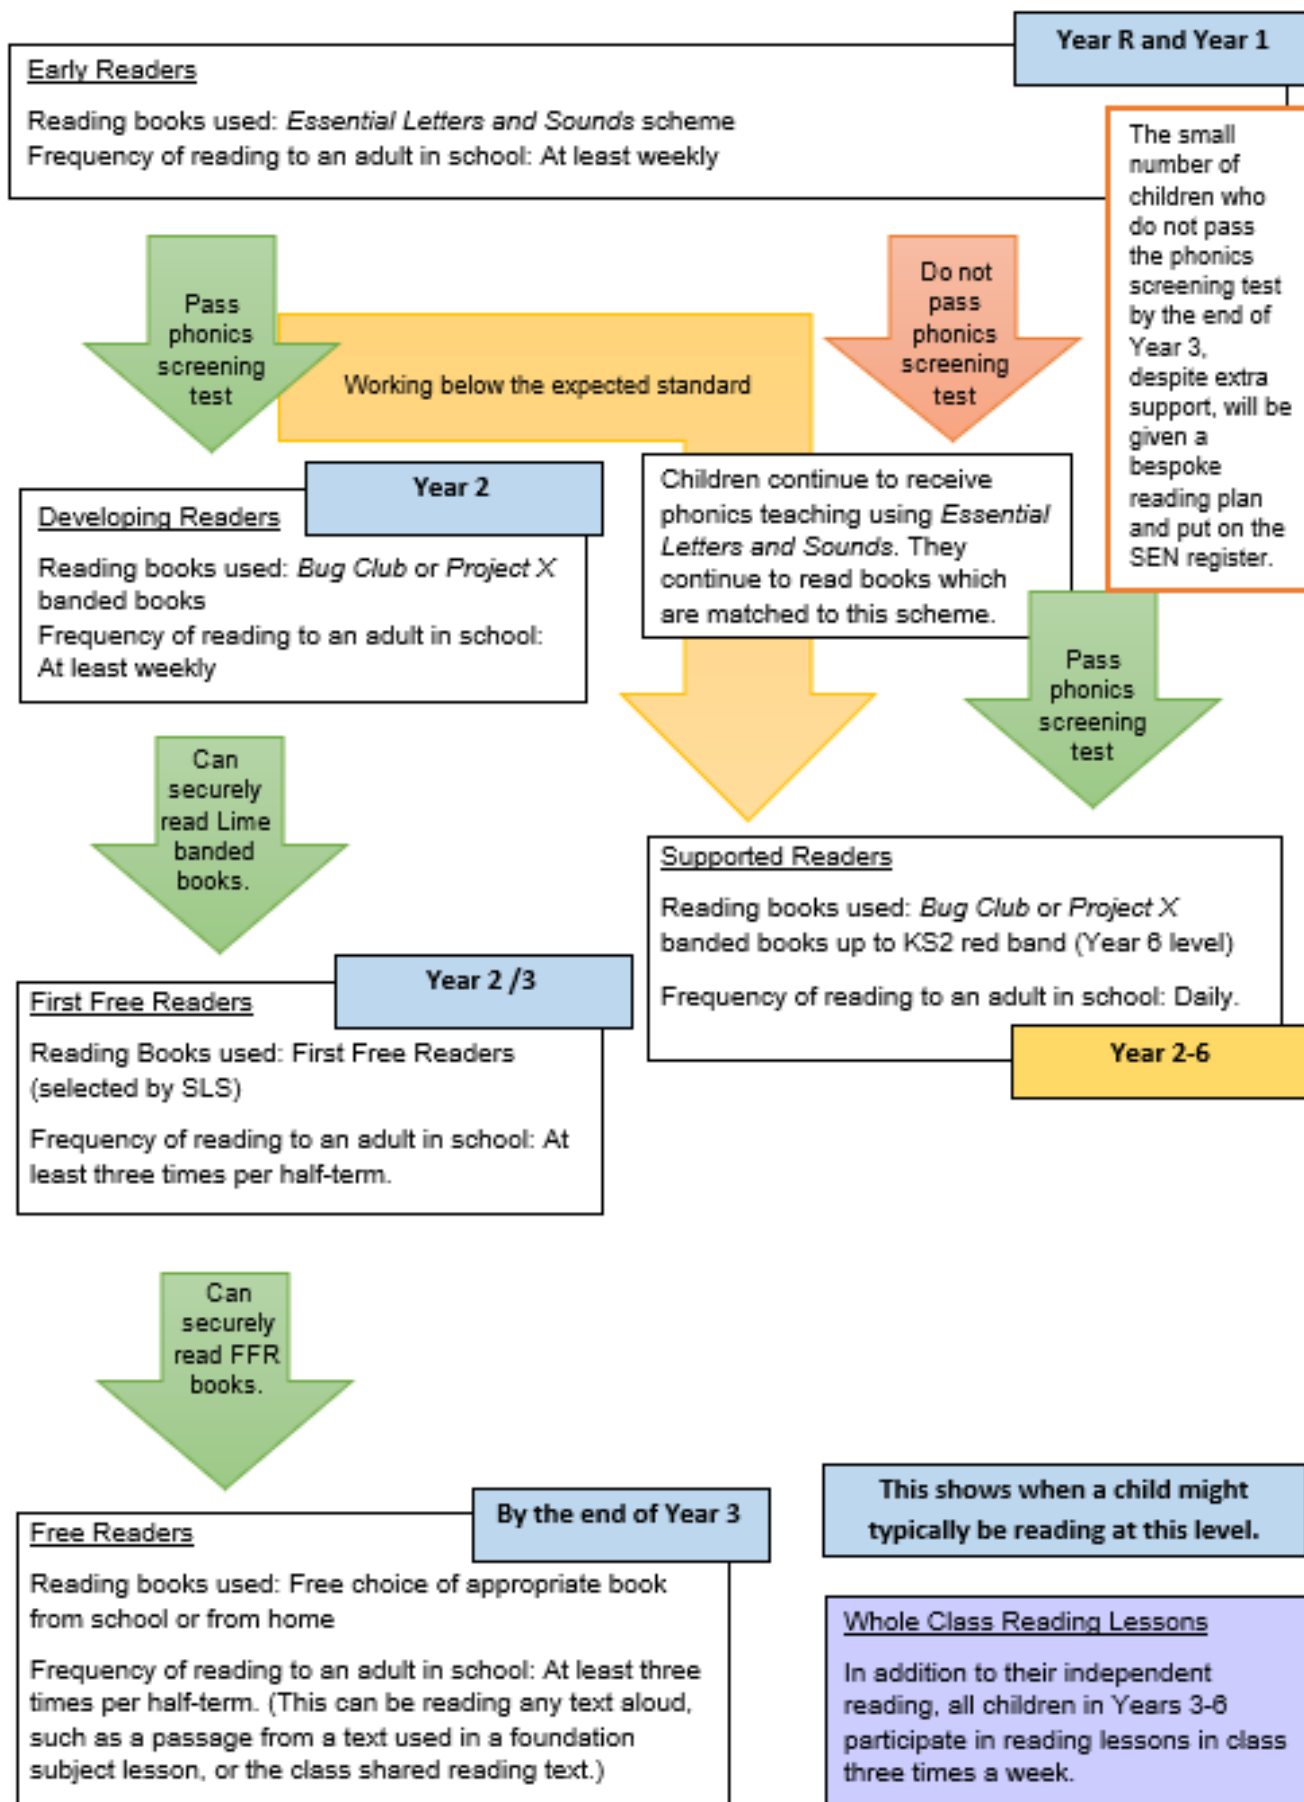 Year R and Year 1
Early Readers
Reading books used: Essential Letters and Sounds scheme
Frequency of reading to an adult in school: At least weekly
The small
number of
children who
do not pass
the phonics
screening test
by the end of
Year 3,
despite extra
support, will be
given a
bespoke
reading plan
and put on the
SEN register.
Pass
phonics
screening
test
Working below the expected standard
Do not
pass
phonics
screening
test
Year 2
Developing Readers
Reading books used: Bug Club or Project X
banded books
Frequency of reading to an adult in school:
At least weekly
Children continue to receive
phonics teaching using Essential
Letters and Sounds. They
continue to read books which
are matched to this scheme.
Pass
phonics
screening
test
Can
securely
read Lime
banded
books.
Supported Readers
Reading books used: Bug Club or Project X
banded books up to KS2 red band (Year 6 level)
Frequency of reading to an adult in school: Daily.
Year 2-6
Year 2 /3
First Free Readers
Reading Books used: First Free Readers
(selected by SLS)
Frequency of reading to an adult in school: At
least three times per half-term.
Can
securely
read FFR
books.
By the end of Year 3
Free Readers
Reading books used: Free choice of appropriate book
from school or from home
Frequency of reading to an adult in school: At least three
times per half-term. (This can be reading any text aloud,
such as a passage from a text used in a foundation
subject lesson, or the class shared reading text.)
This shows when a child might
typically be reading at this level.
Whole Class Reading Lessons
In addition to their independent
reading, all children in Years 3-6
participate in reading lessons in class
three times a week.